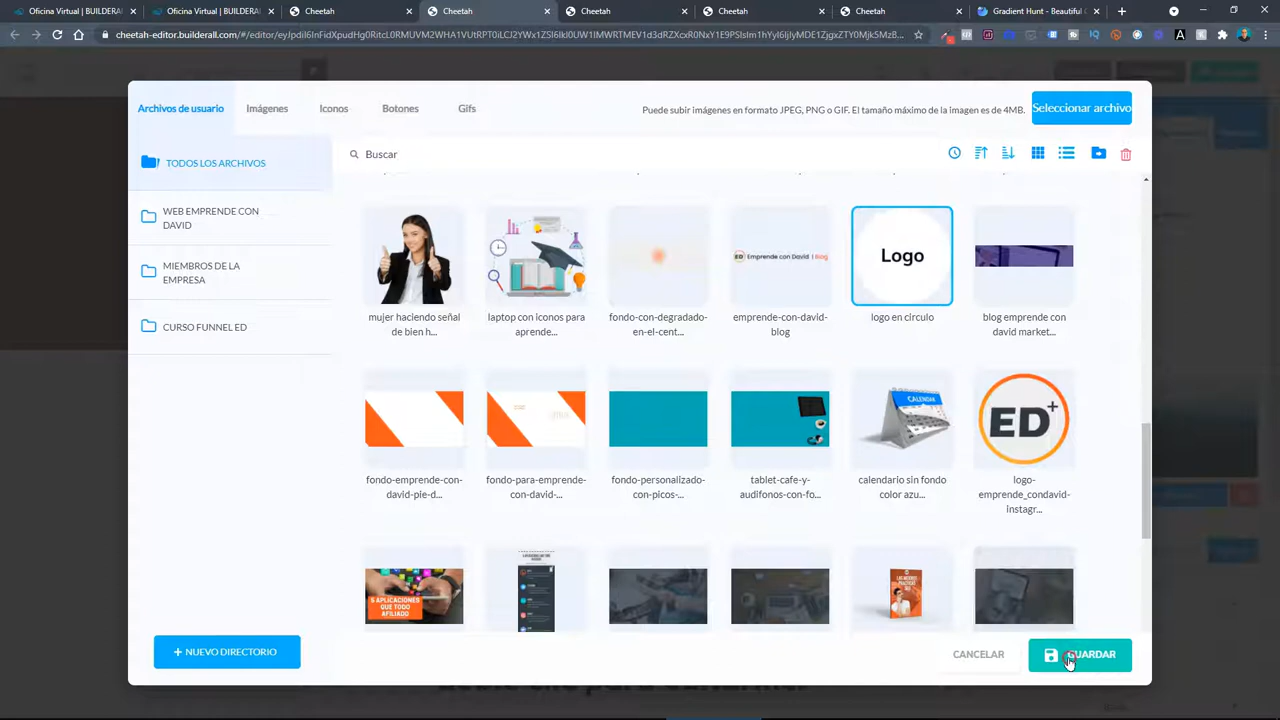 Oficina Virtual | BUILDERAL
Oficina Virtual | BUILDERAL
Cheetah
Cheetah
Cheetah
Cheetah
Cheetah
Gradient Hunt - Beautiful C
Archivos de usuario
Imágenes
Iconos
Botones
Gifs
Puede subir imágenes en formato JPEG, PNG o GIF. El tamaño máximo de la imagen es de 4MB.
Seleccionar archivo
TODOS LOS ARCHIVOS
Buscar
WEB EMPRENDE CON
DAVID
MIEMBROS DE LA
EMPRESA
CURSO FUNNEL ED
ED Emprende con David | Blog
Logo
mujer haciendo señal
de bien h...
laptop con iconos para
aprende...
fondo-con-degradado-
en-el-cent...
emprende-con-david-
blog
logo en circulo
blog emprende con
david market...
CALENDAR
ED+
fondo-emprende-con-
david-pie-d...
fondo-para-emprende-
con-david-...
fondo-personalizado-
con-picos-...
tablet-cafe-y-
audifonos-con-fo...
calendario sin fondo
color azu...
logo-
emprende_condavid-
instagr...
5 APLICACIONES
QUE TODO
AFILIADO
+ NUEVO DIRECTORIO
CANCELAR
GUARDAR